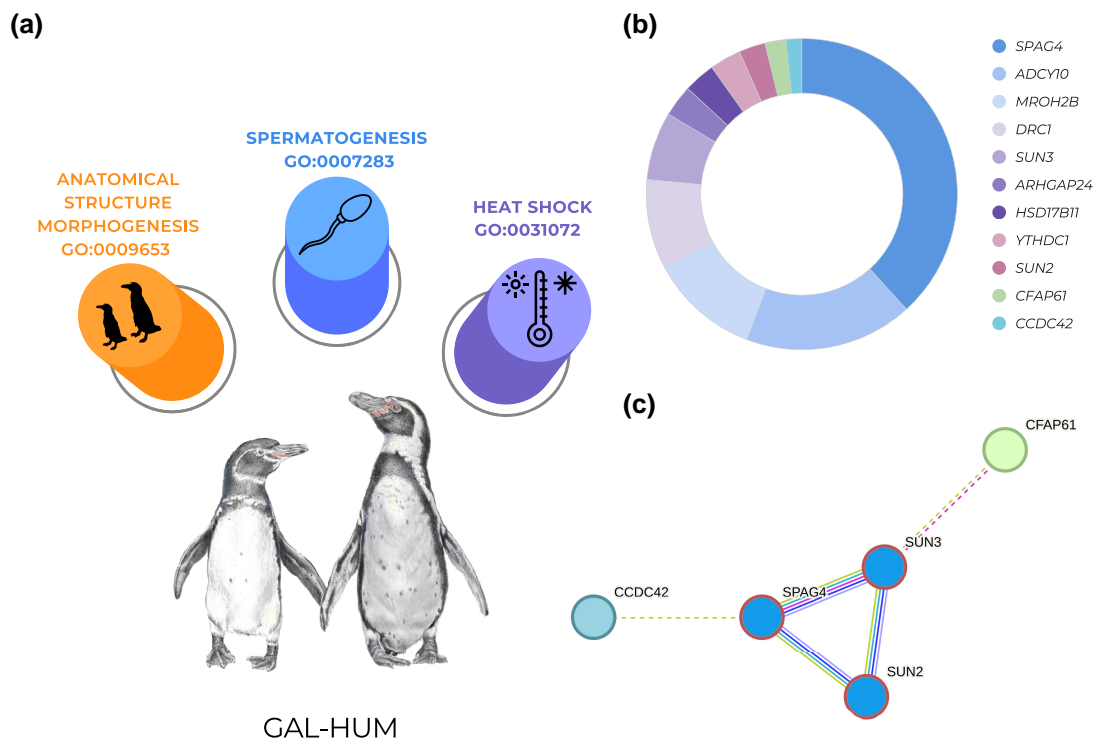 (a)
SPERMATOGENESIS
GO:0007283
ANATOMICAL
STRUCTURE
MORPHOGENESIS
GO:0009653
HEAT SHOCK
GO:0031072
GAL-HUM
(b)
SPAG4
ADCY10
MROH2B
DRC1
SUN3
ARHGAP24
HSD17B11
YTHDC1
SUN2
CFAP61
CCDC42
(c)
CFAP61
SUN3
CCDC42
SPAG4
SUN2